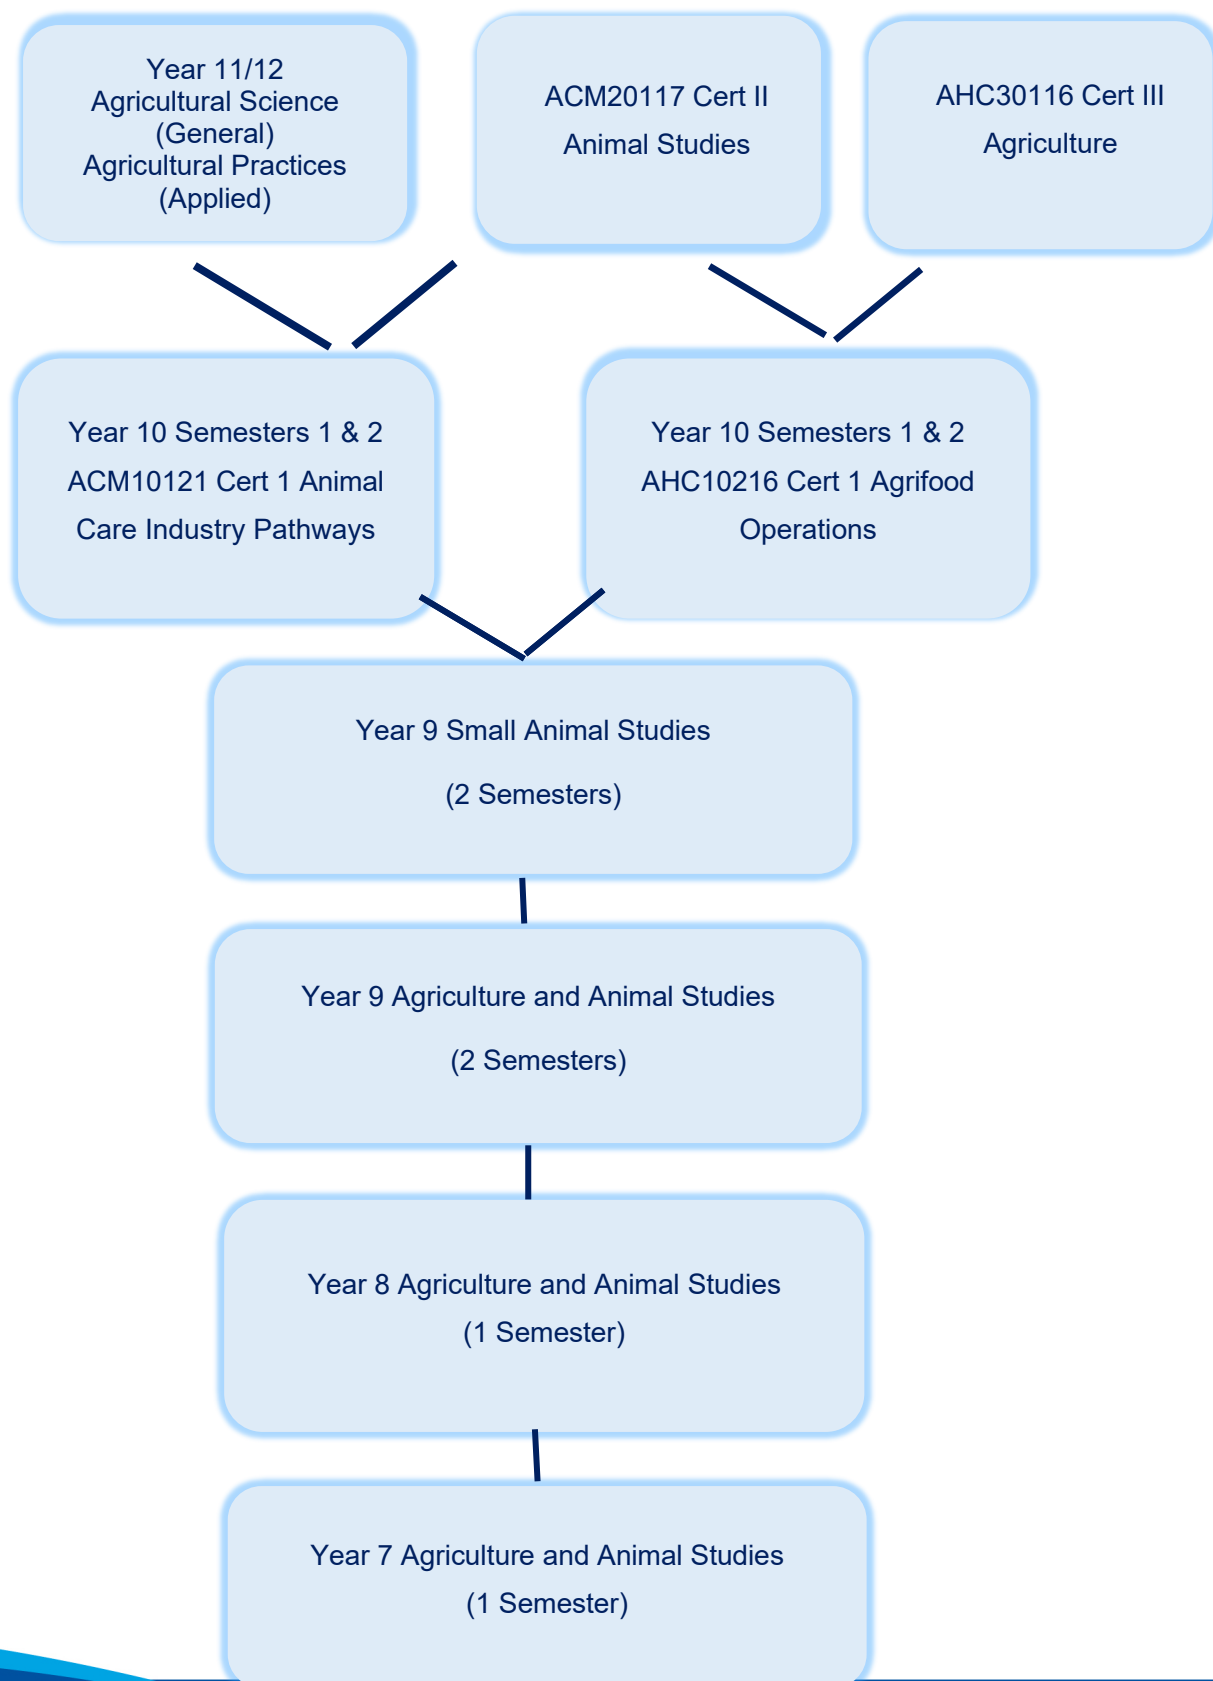 Year 11/12
Agricultural Science
(General)
Agricultural Practices
(Applied)
ACM20117 Cert II
Animal Studies
AHC30116 Cert III
Agriculture
Year 10 Semesters 1 & 2
ACM10121 Cert 1 Animal
Care Industry Pathways
Year 10 Semesters 1 & 2
AHC10216 Cert 1 Agrifood
Operations
Year 9 Small Animal Studies
(2 Semesters)
Year 9 Agriculture and Animal Studies
(2 Semesters)
Year 8 Agriculture and Animal Studies
(1 Semester)
Year 7 Agriculture and Animal Studies
(1 Semester)